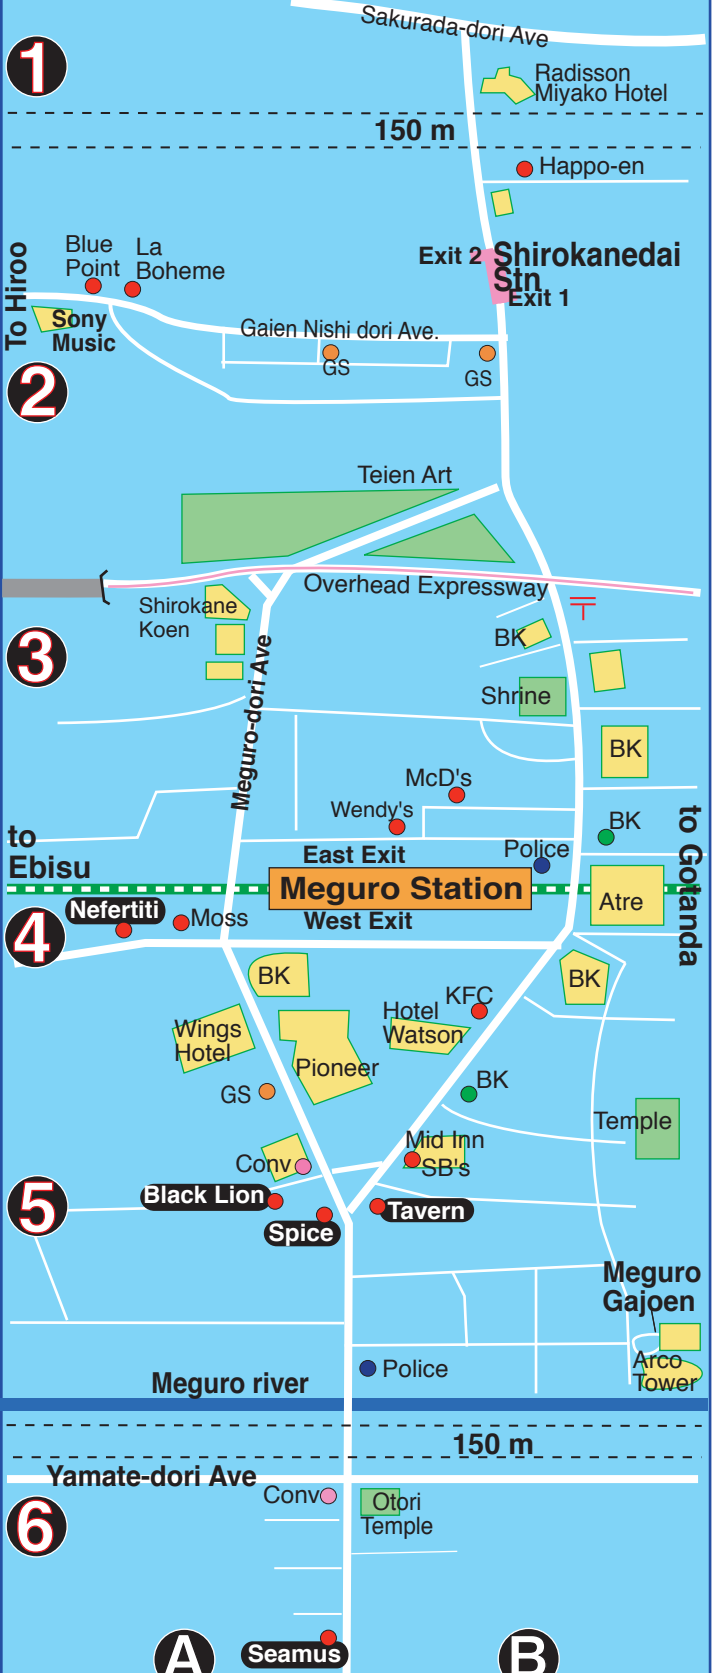 Sakurada-dori Ave
1
Radisson
Miyako Hotel
150 m
Happo-en
To Hiroo
Blue
Point
La
Boheme
Exit 2
Shirokanedai
Stn
Exit 1
Sony
Music
Gaien Nishi dori Ave.
GS
GS
2
Teien Art
Overhead Expressway
〒
Shirokane
Koen
BK
3
Meguro-dori Ave
Shrine
BK
McD's
Wendy's
BK
to
Ebisu
East Exit
Police
to Gotanda
Meguro Station
Atre
Nefertiti
Moss
West Exit
4
BK
BK
KFC
Hotel
Watson
Wings
Hotel
Pioneer
GS
BK
Temple
Mid Inn
SB's
Conv
5
Black Lion
Tavern
Spice
Meguro
Gajoen
Arco
Tower
Police
Meguro river
150 m
Yamate-dori Ave
Conv
Otori
Temple
6
Seamus
A
B